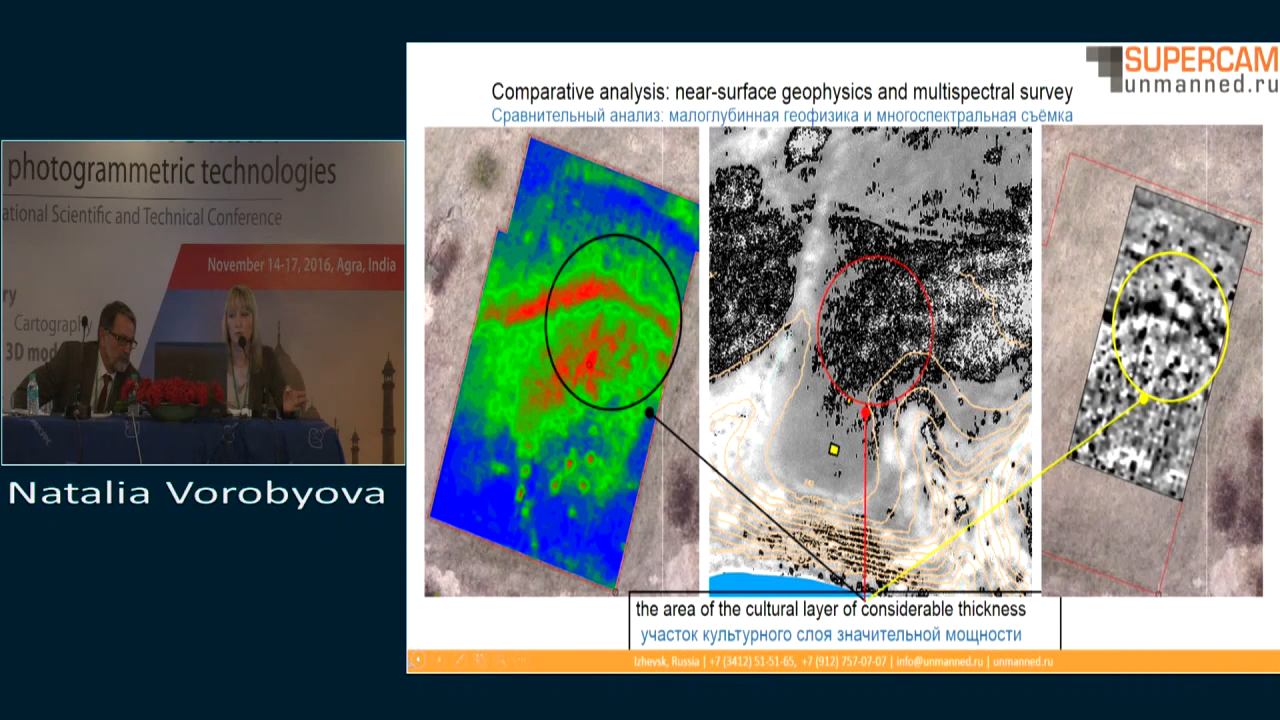 photogrammetric technologies
ational Scientific and Technical Conference
November 14-17, 2016, Agra, India
ry
Cartography
3D mod
Natalia Vorobyova
SUPERCAM
unmanned.ru
Comparative analysis: near-surface geophysics and multispectral survey
Сравнительный анализ: малоглубинная геофизика и многоспектральная съёмка
the area of the cultural layer of considerable thickness
участок культурного слоя значительной мощности
Izhevsk, Russia | +7 (3412) 51-51-65, +7 (912) 757-07-07 | info@unmanned.ru | unmanned.ru